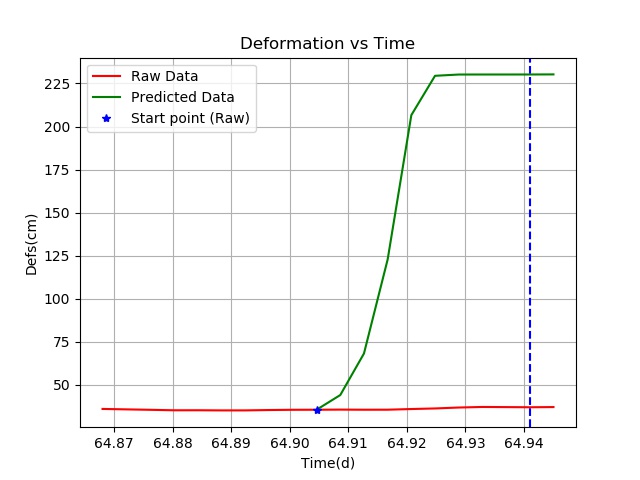 Deformation vs Time
Raw Data
Predicted Data
Start point (Raw)
Defs(cm)
225
200
175
150
125
100
75
50
64.87 64.88 64.89 64.90 64.91 64.92 64.93 64.94
Time(d)